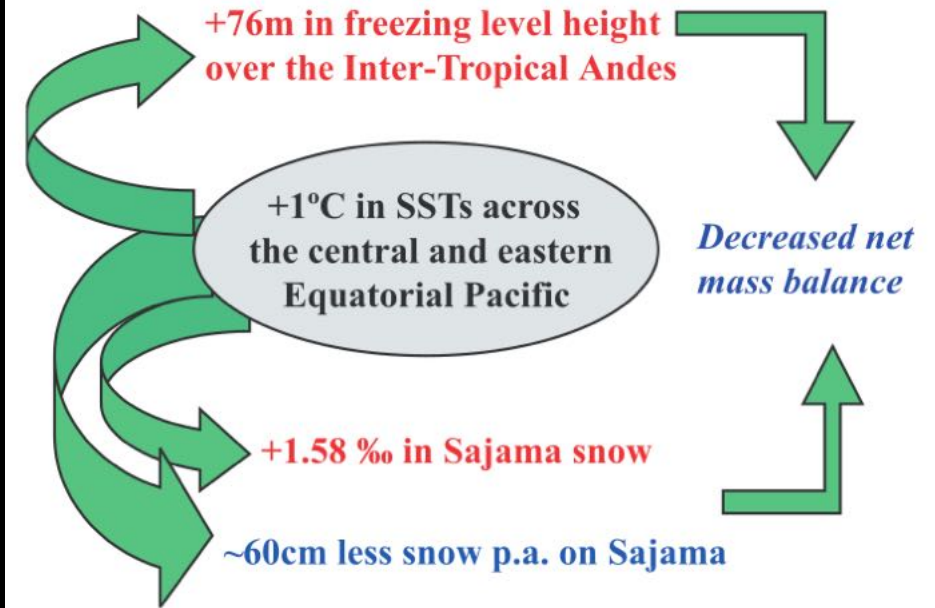 +76m in freezing level height
over the Inter-Tropical Andes
+1ºC in SSTs across
the central and eastern
Equatorial Pacific
Decreased net
mass balance
+1.58 ‰ in Sajama snow
~60cm less snow p.a. on Sajama